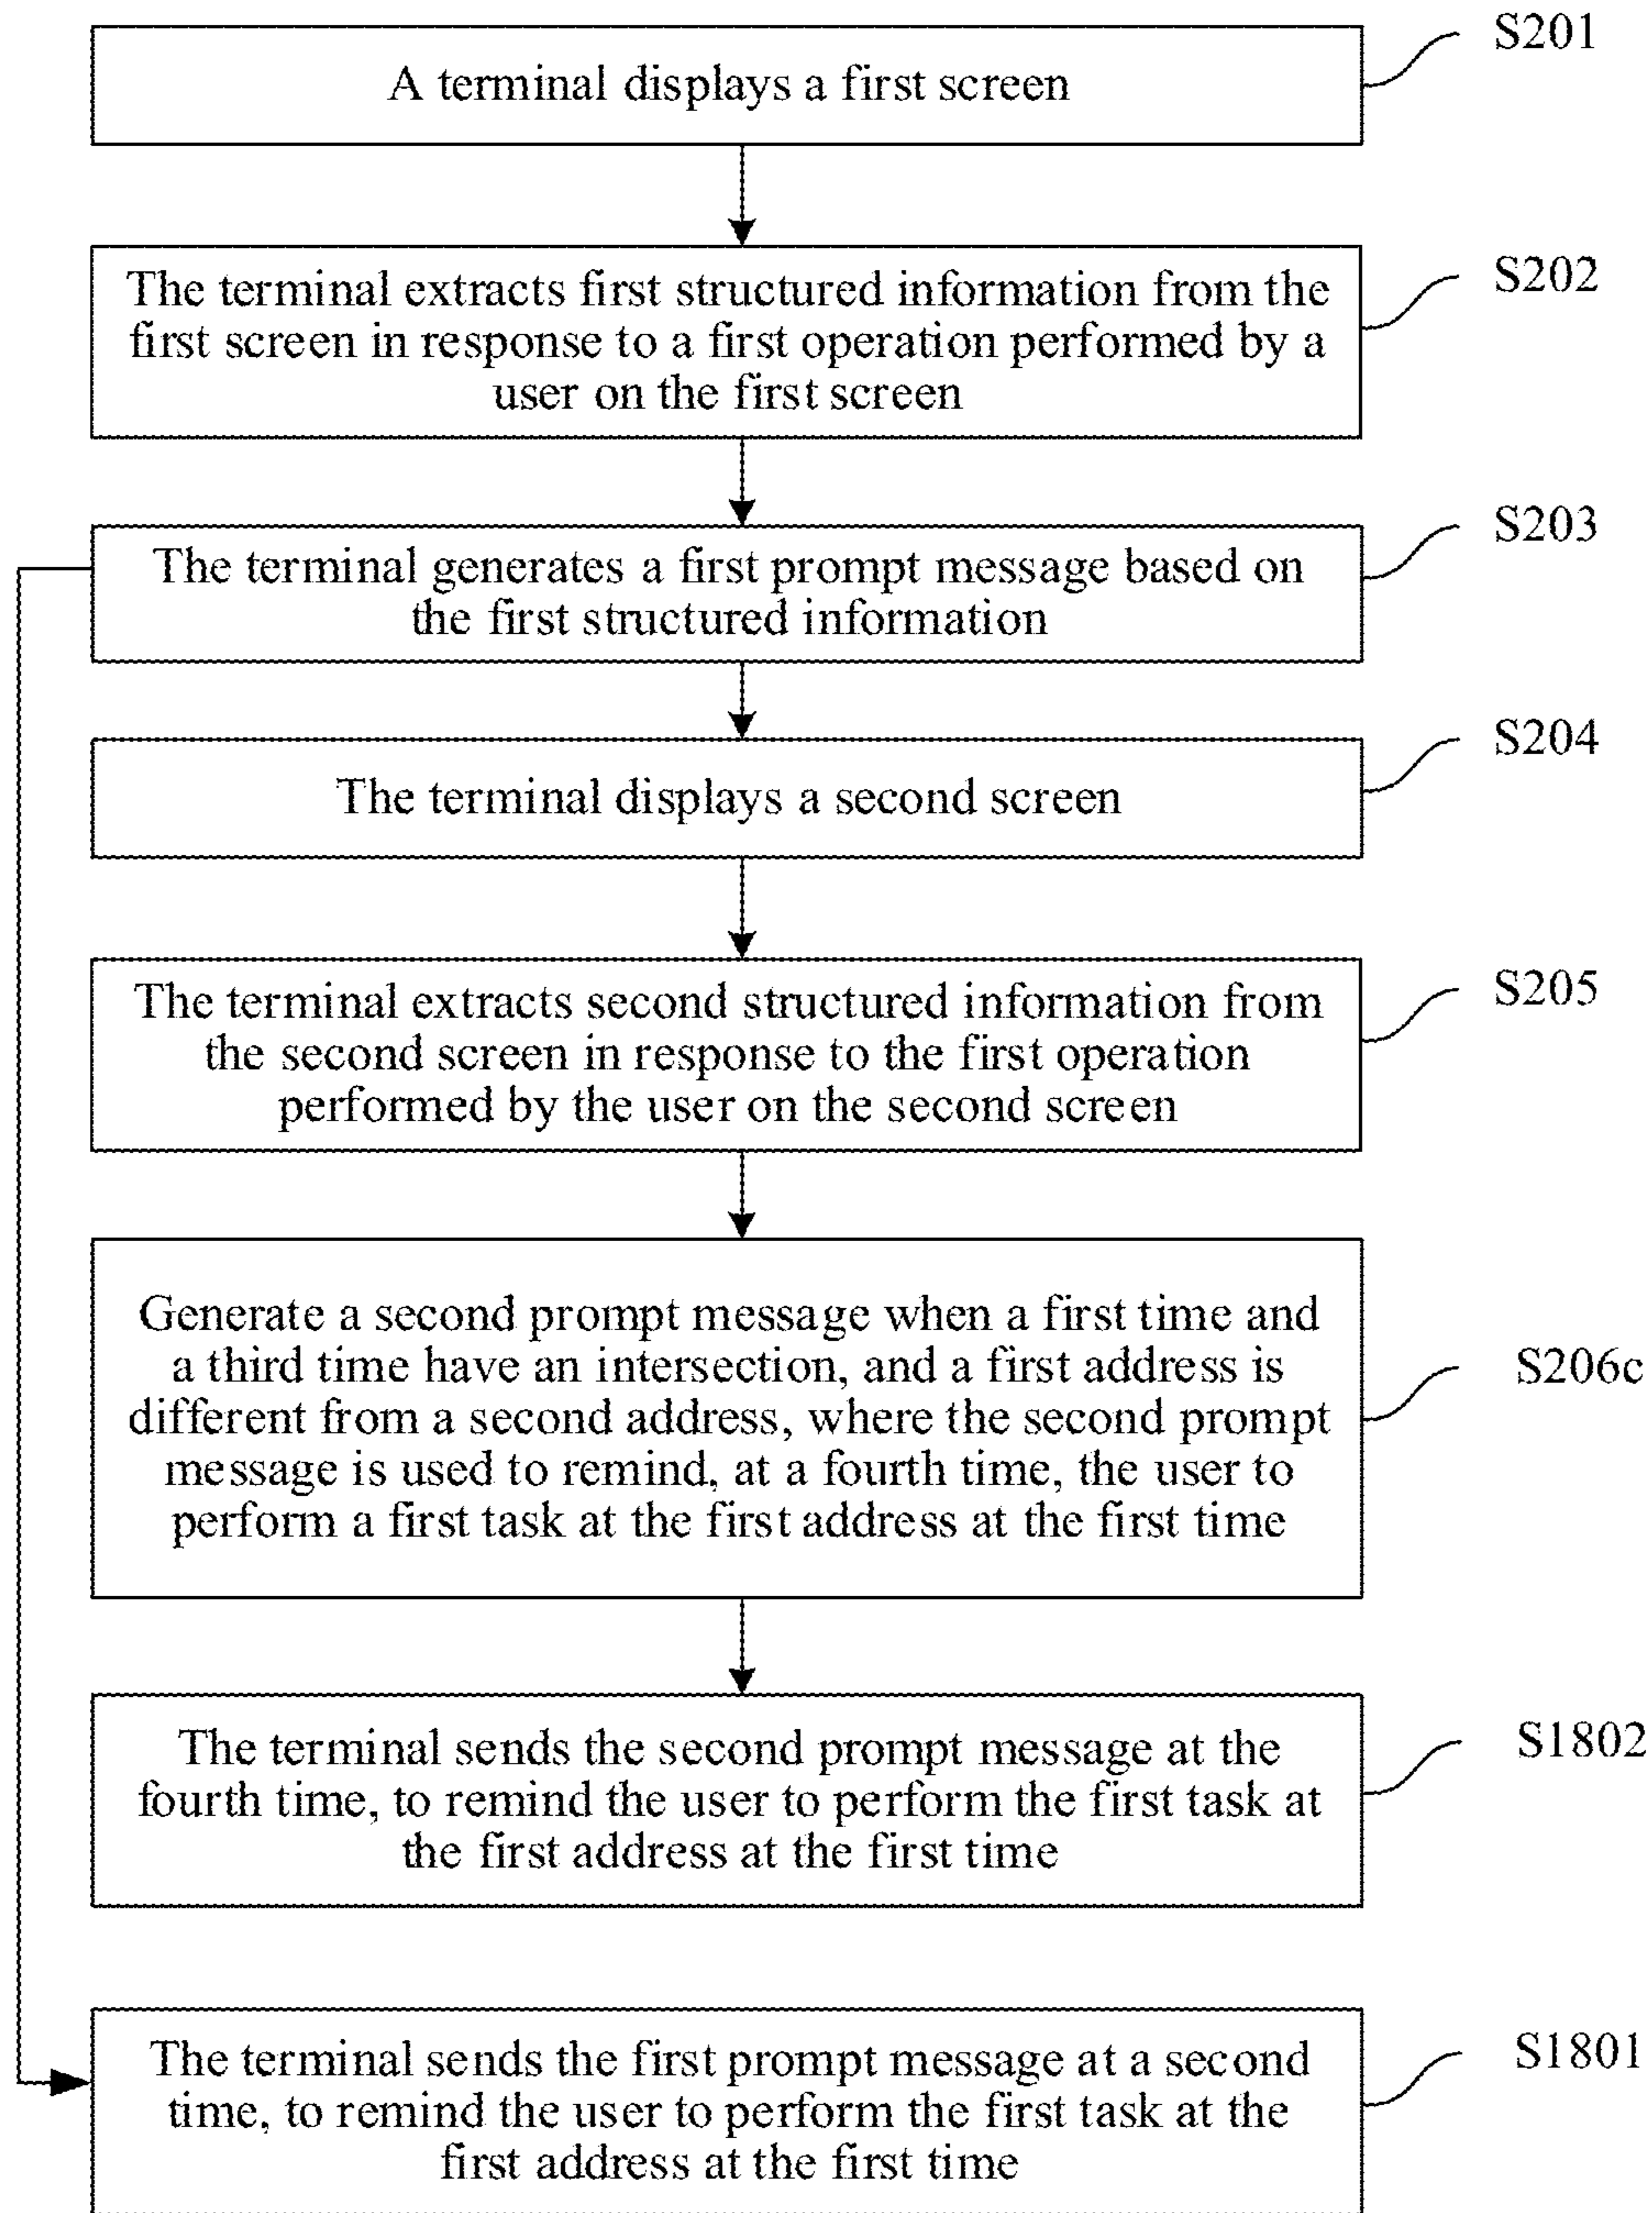 S201
A terminal displays a first screen
S202
The terminal extracts first structured information from the
first screen in response to a first operation performed by a
user on the first screen
S203
The terminal generates a first prompt message based on
the first structured information
S204
The terminal displays a second screen
S205
The terminal extracts second structured information from
the second screen in response to the first operation
performed by the user on the second screen
Generate a second prompt message when a first time and
a third time have an intersection, and a first address is
S206c
different from a second address, where the second prompt
message is used to remind, at a fourth time, the user to
perform a first task at the first address at the first time
S1802
The terminal sends the second prompt message at the
fourth time, to remind the user to perform the first task at
the first address at the first time
S1801
The terminal sends the first prompt message at a second
time, to remind the user to perform the first task at the
first address at the first time